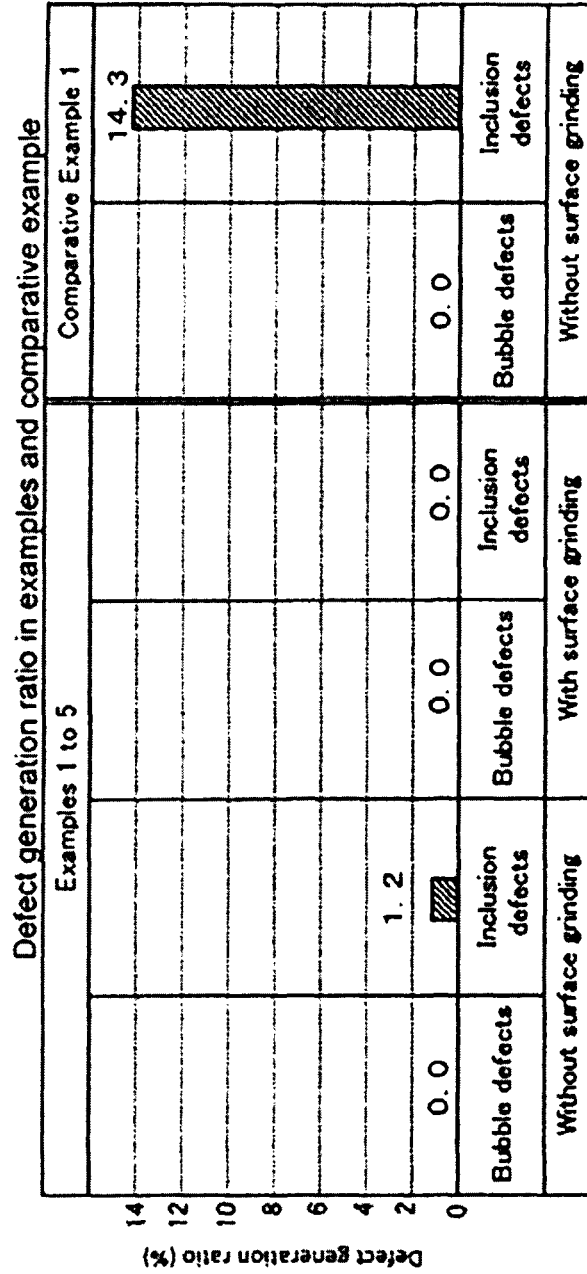 Defect generation ratio in examples and comparative example
Examples 1 to 5
Comparative Example 1
Defect generation ratio (%)
14
12
10
8
6
4
2
0
0. 0
1. 2
0. 0
0. 0
0. 0
14. 3
Bubble defects
Inclusion
defects
Bubble defects
Inclusion
defects
Bubble defects
Inclusion
defects
Without surface grinding
With surface grinding
Without surface grinding